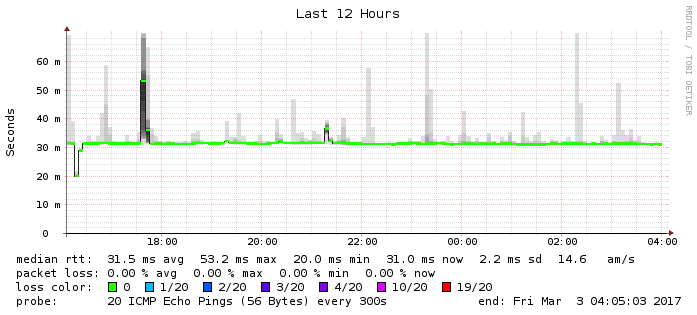 Last 12 Hours
RRDTOOL / TOBI OETIKER
Seconds
60 m
50 m
40 m
30 m
20 m
10 m
0
18:00 20:00 22:00 00:00 02:00 04:00
median rtt: 31.5 ms avg 53.2 ms max 20.0 ms min 31.0 ms now 2.2 ms sd 14.6 am/s
packet loss: 0.00 % avg 0.00 % max 0.00 % min 0.00 % now
loss color: 0 1/20 2/20 3/20 4/20 10/20 19/20
probe: 20 ICMP Echo Pings (56 Bytes) every 300s end: Fri Mar 3 04:05:03 2017